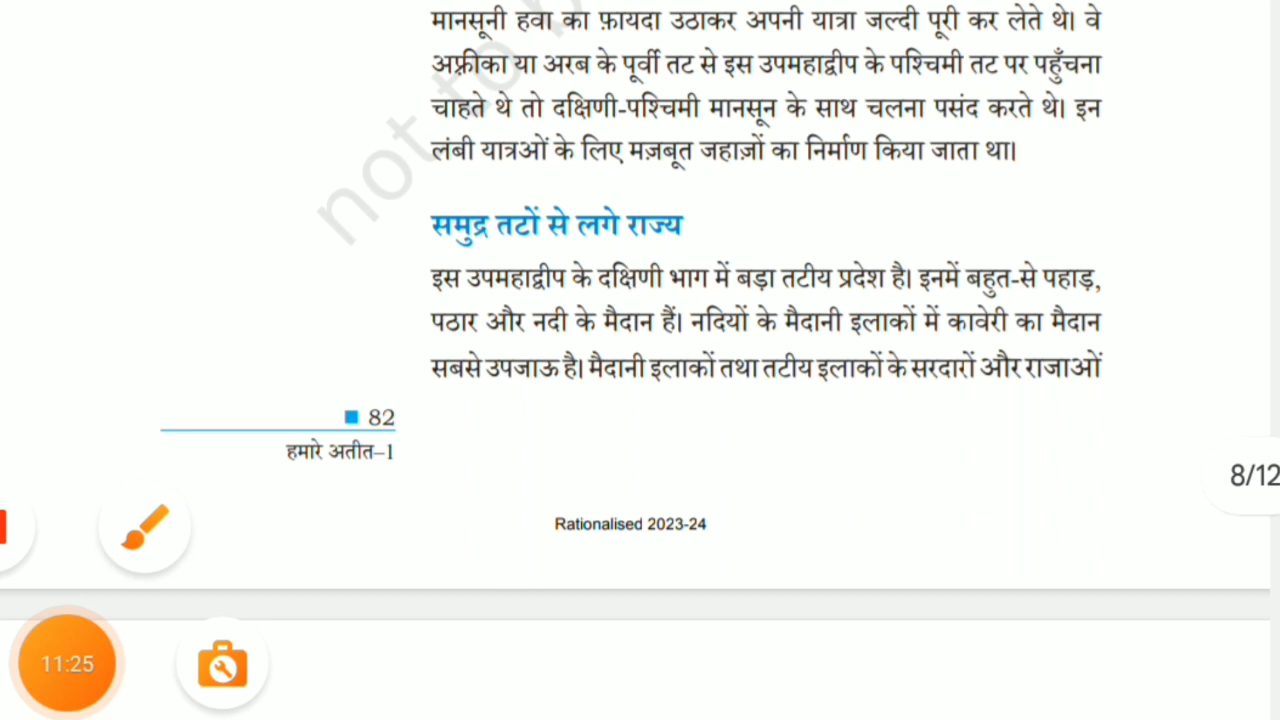 मानसूनी हवा का फ़ायदा उठाकर अपनी यात्रा जल्दी पूरी कर लेते थे। वे
अफ़्रीका या अरब के पूर्वी तट से इस उपमहाद्वीप के पश्चिमी तट पर पहुँचना
चाहते थे तो दक्षिणी-पश्चिमी मानसून के साथ चलना पसंद करते थे। इन
लंबी यात्रओं के लिए मज़बूत जहाज़ों का निर्माण किया जाता था।
not to b
समुद्र तटों से लगे राज्य
इस उपमहाद्वीप के दक्षिणी भाग में बड़ा तटीय प्रदेश है। इनमें बहुत-से पहाड़,
पठार और नदी के मैदान हैं। नदियों के मैदानी इलाकों में कावेरी का मैदान
सबसे उपजाऊ है। मैदानी इलाकों तथा तटीय इलाकों के सरदारों और राजाओं
82
हमारे अतीत–1
8/12
Rationalised 2023-24
11:25